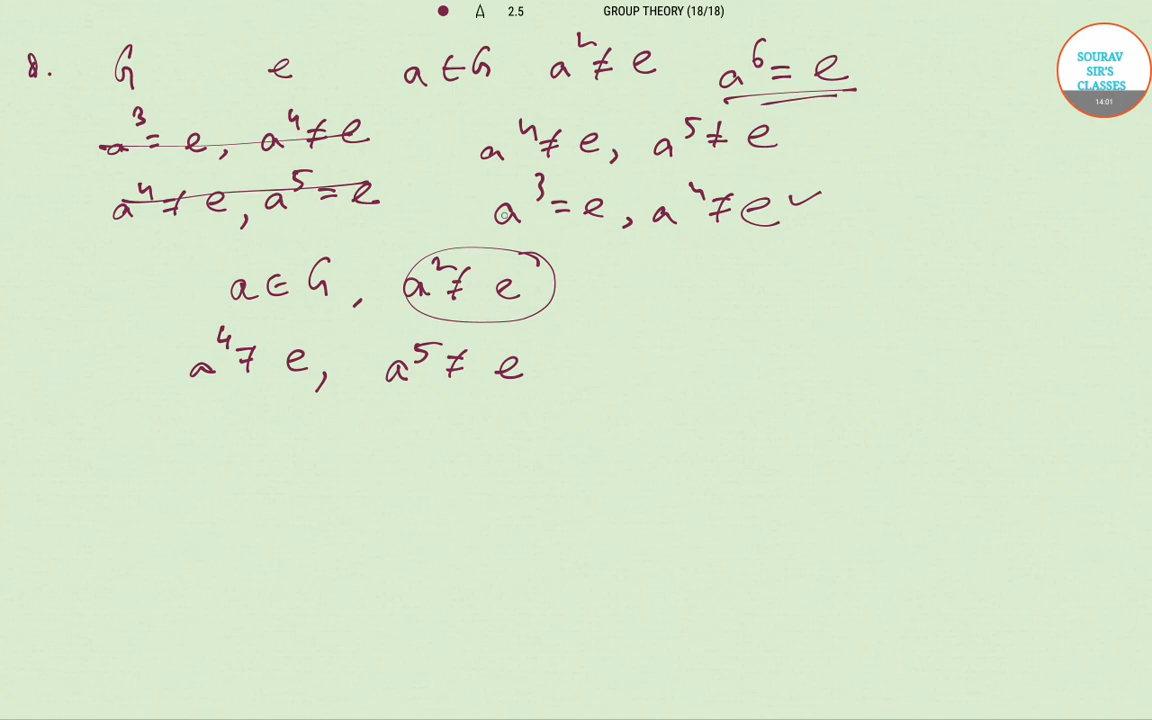 A 2.5 GROUP THEORY (18/18)
SOURAV
SIR'S
CLASSES
14:01
8. G e a ∈ G a² ≠ e a⁶ = e
a³ = e, a⁴ ≠ e a⁴ ≠ e, a⁵ ≠ e
a⁴ ≠ e, a⁵ = e a³ = e, a⁴ ≠ e ✓
a ∈ G, a² ≠ e
a⁴ ≠ e, a⁵ ≠ e